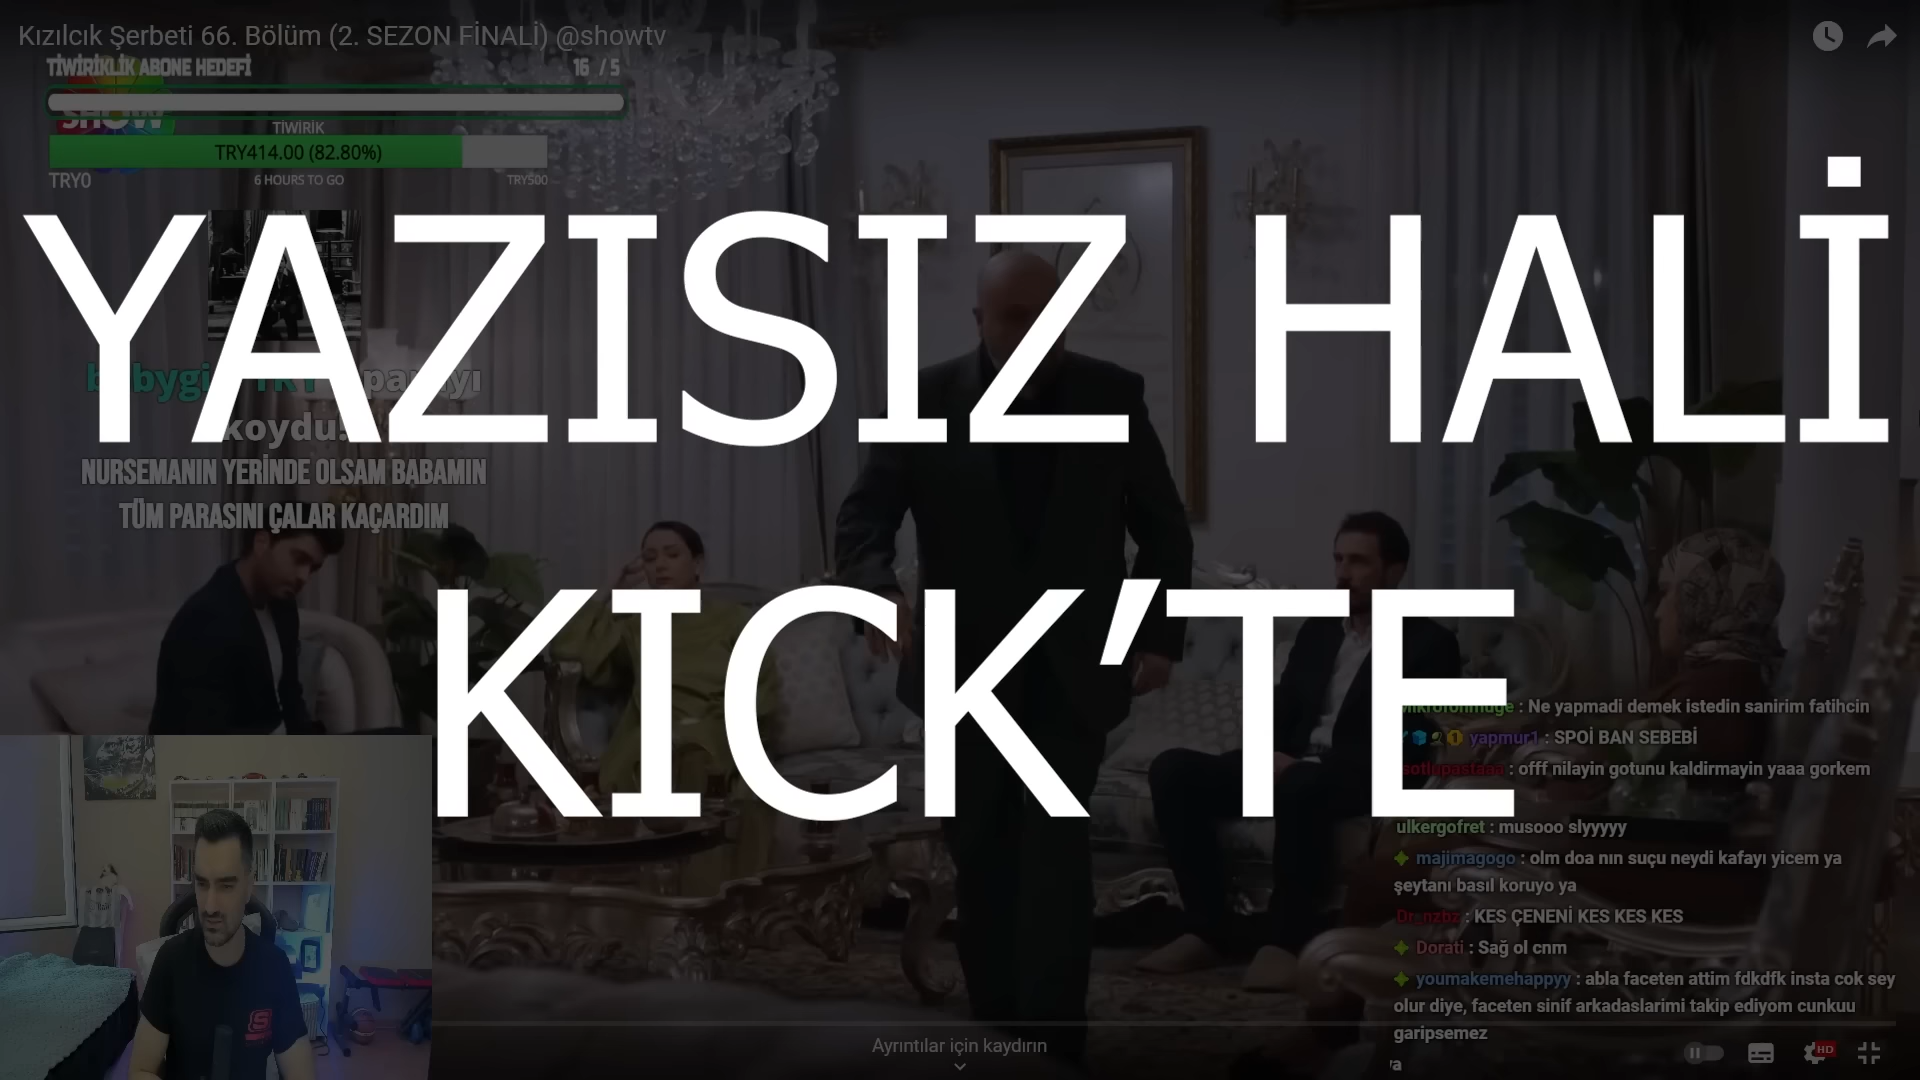 Kızılcık Şerbeti 66. Bölüm (2. SEZON FİNALİ) @showtv
TİWİRİKLİK ABONE HEDEFİ 16 / 5
SHOW
TİWİRİK
TRY414.00 (82.80%)
TRY0 6 HOURS TO GO TRY500
YAZISIZ HALİ
koydu!
NURSEMANIN YERİNDE OLSAM BABAMIN
TÜM PARASINI ÇALAR KAÇARDIM
KICK’TE
: Ne yapmadi demek istedin sanirim fatihcin
yapmur1 : SPOİ BAN SEBEBİ
sotlupastaaa : offf nilayin gotunu kaldirmayin yaaa gorkem
ulkergofret : musooo slyyyyy
majimagogo : olm doa nın suçu neydi kafayı yicem ya
şeytanı basıl koruyo ya
Dr_nzbz : KES ÇENENİ KES KES KES
Dorati : Sağ ol cnm
youmakemehappyy : abla faceten attim fdkdfk insta cok sey
olur diye, faceten sinif arkadaslarimi takip ediyom cunkuu
garipsemez
Ayrıntılar için kaydırın
HD